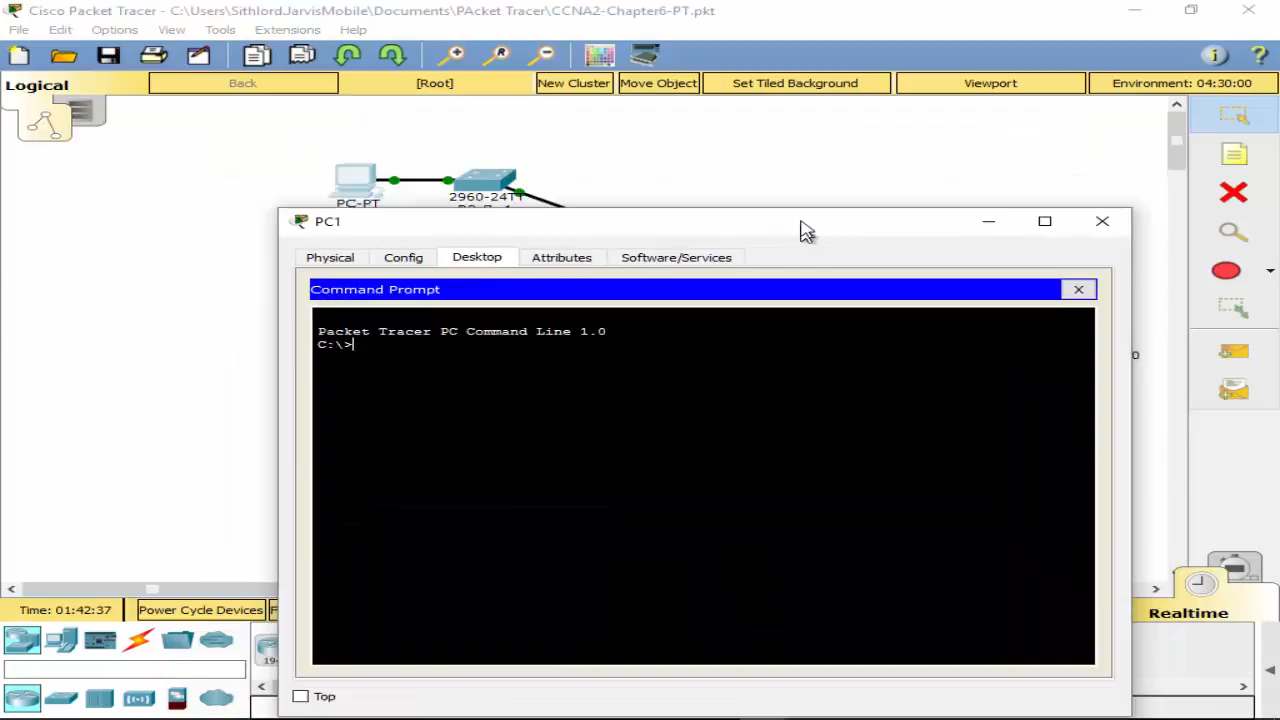 Cisco Packet Tracer - C:\Users\Sithlord.JarvisMobile\Documents\PAcket Tracer\CCNA2-Chapter6-PT.pkt
File Edit Options View Tools Extensions Help
Logical Back [Root] New Cluster Move Object Set Tiled Background Viewport Environment: 04:30:00
PC-PT
2960-24TT
PC1
Physical Config Desktop Attributes Software/Services
Command Prompt X
Packet Tracer PC Command Line 1.0
C:\>
0
Time: 01:42:37 Power Cycle Devices F
Realtime
19
Top